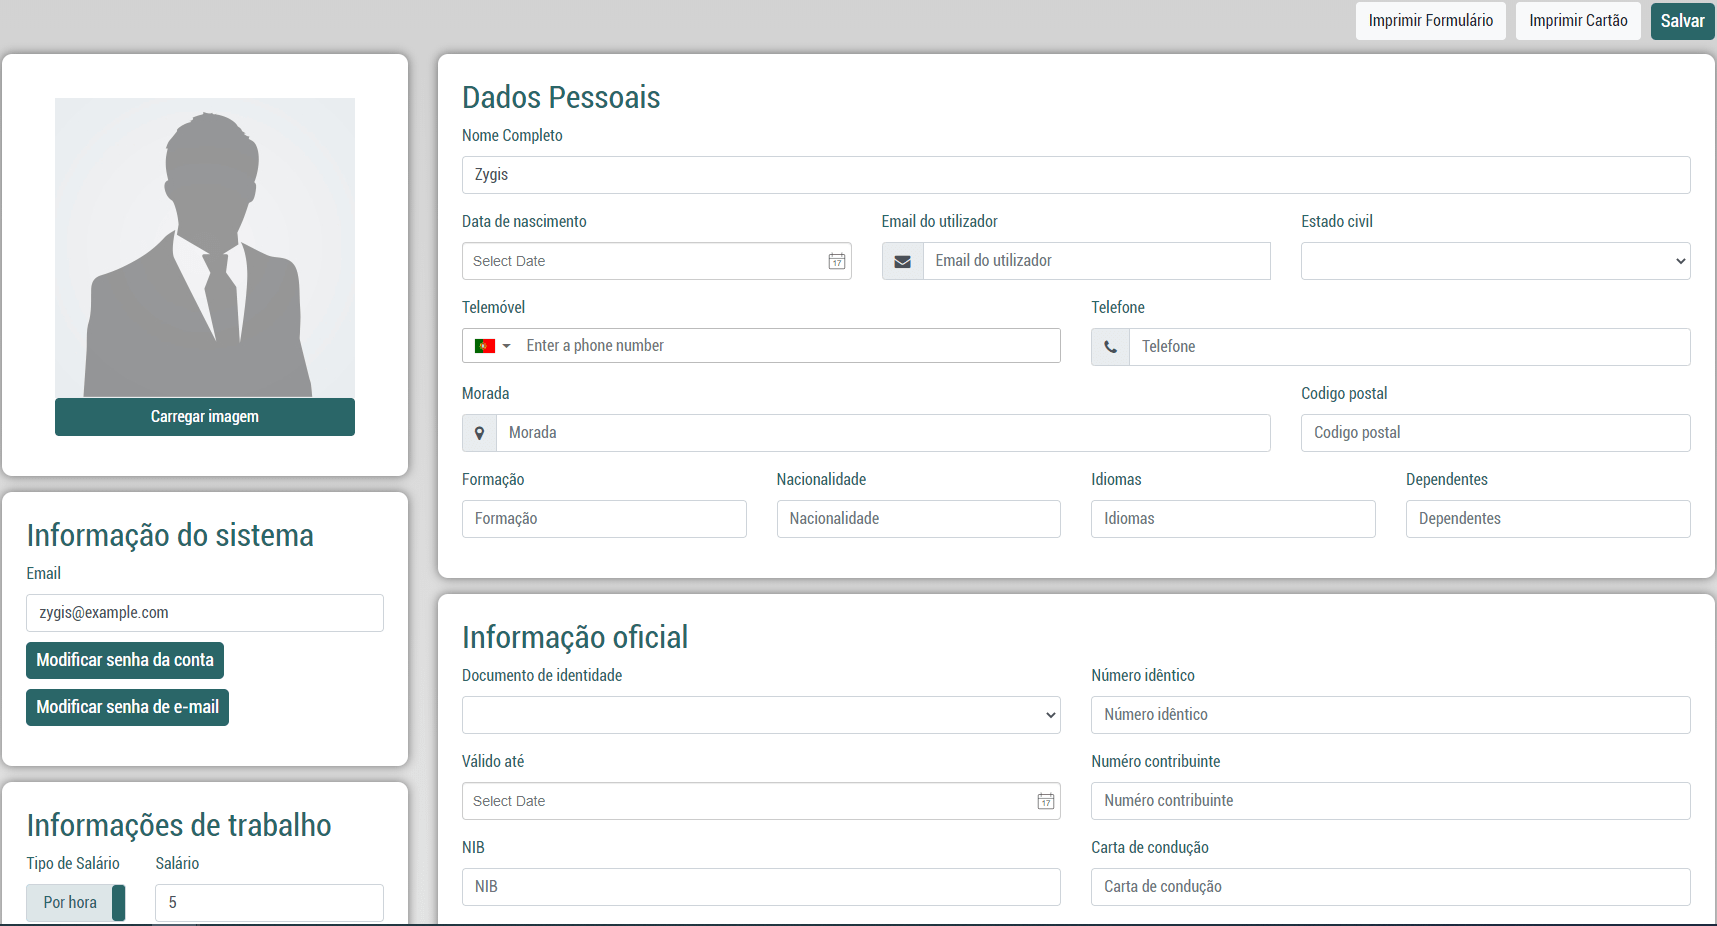 Imprimir Formulário
Imprimir Cartão
Salvar
Carregar imagem
Informação do sistema
Email
zygis@example.com
Modificar senha da conta
Modificar senha de e-mail
Informações de trabalho
Tipo de Salário
Salário
Por hora
5
Dados Pessoais
Nome Completo
Zygis
Data de nascimento
Email do utilizador
Estado civil
Select Date
17
Email do utilizador
Telemóvel
Telefone
Enter a phone number
Telefone
Morada
Codigo postal
Morada
Codigo postal
Formação
Nacionalidade
Idiomas
Dependentes
Formação
Nacionalidade
Idiomas
Dependentes
Informação oficial
Documento de identidade
Número idêntico
Número idêntico
Válido até
Numéro contribuinte
Select Date
17
Numéro contribuinte
NIB
Carta de condução
NIB
Carta de condução